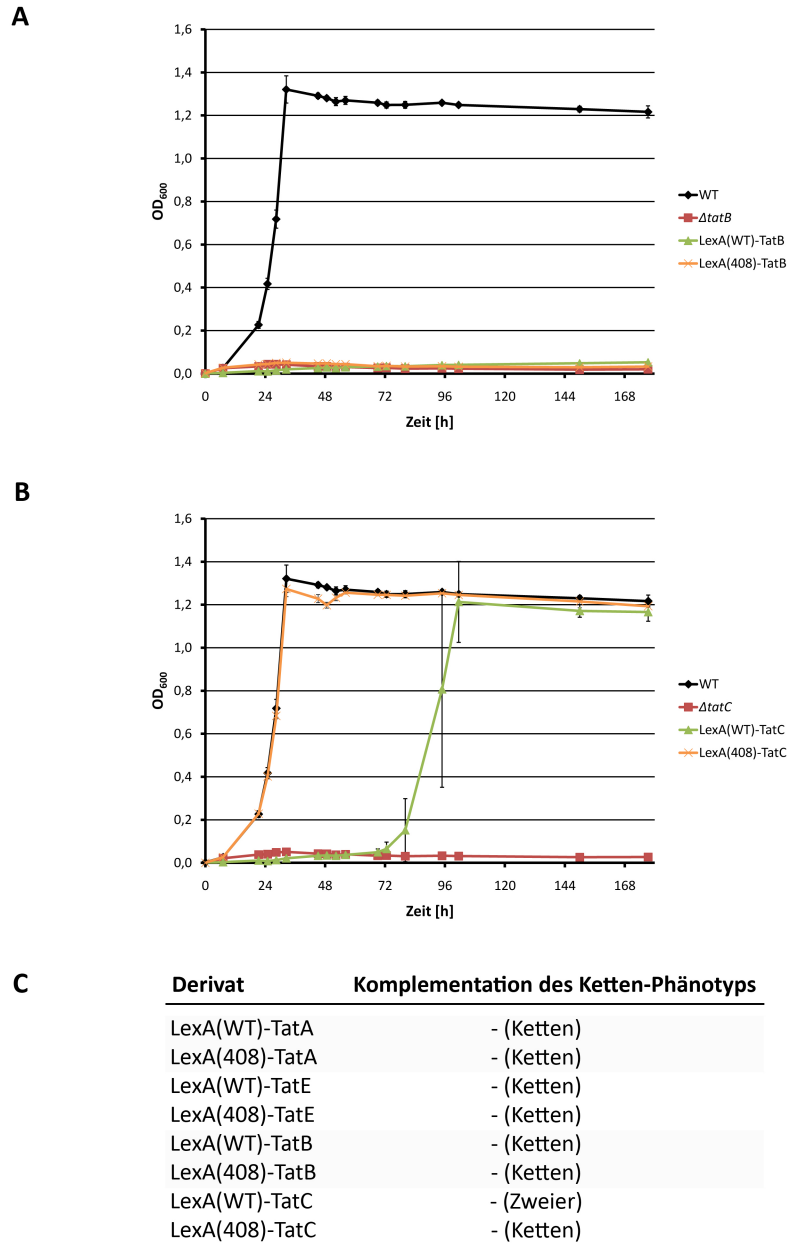 A
1,6
1,4
1,2
1,0
0,8
0,6
0,4
0,2
0,0
OD600
0 24 48 72 96 120 144 168
Zeit [h]
WT
ΔtatB
LexA(WT)-TatB
LexA(408)-TatB
B
1,6
1,4
1,2
1,0
0,8
0,6
0,4
0,2
0,0
OD600
0 24 48 72 96 120 144 168
Zeit [h]
WT
ΔtatC
LexA(WT)-TatC
LexA(408)-TatC
C
Derivat Komplementation des Ketten-Phänotyps
LexA(WT)-TatA - (Ketten)
LexA(408)-TatA - (Ketten)
LexA(WT)-TatE - (Ketten)
LexA(408)-TatE - (Ketten)
LexA(WT)-TatB - (Ketten)
LexA(408)-TatB - (Ketten)
LexA(WT)-TatC - (Zweier)
LexA(408)-TatC - (Ketten)